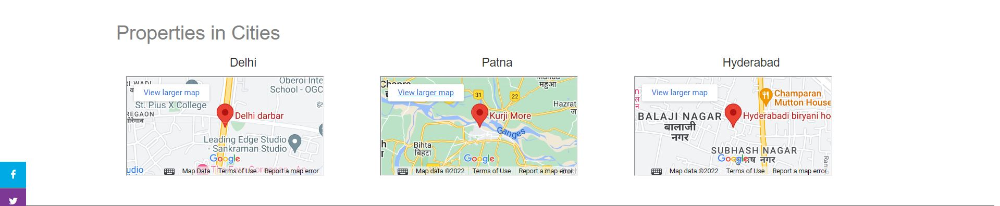 Properties in Cities
Delhi
View larger map
Oberoi Inte
School - OGC
St. Pius X College
REGAON
Delhi darbar
Leading Edge Studio
- Sankraman Studio
Google
udio
Map Data
Terms of Use
Report a map error
Patna
View larger map
महुआ
31
22
Hazrat
ज
Kurji More
Ganges
Bihta
बिहटा
Google
Map data ©2022
Terms of Use
Report a map error
Hyderabad
View larger map
Champaran
Mutton House
BALAJI NAGAR
बालाजी
नगर
Hyderabadi biryani ho
SUBHASH NAGAR
नगर
Google
Map data ©2022
Terms of Use
Report a map error